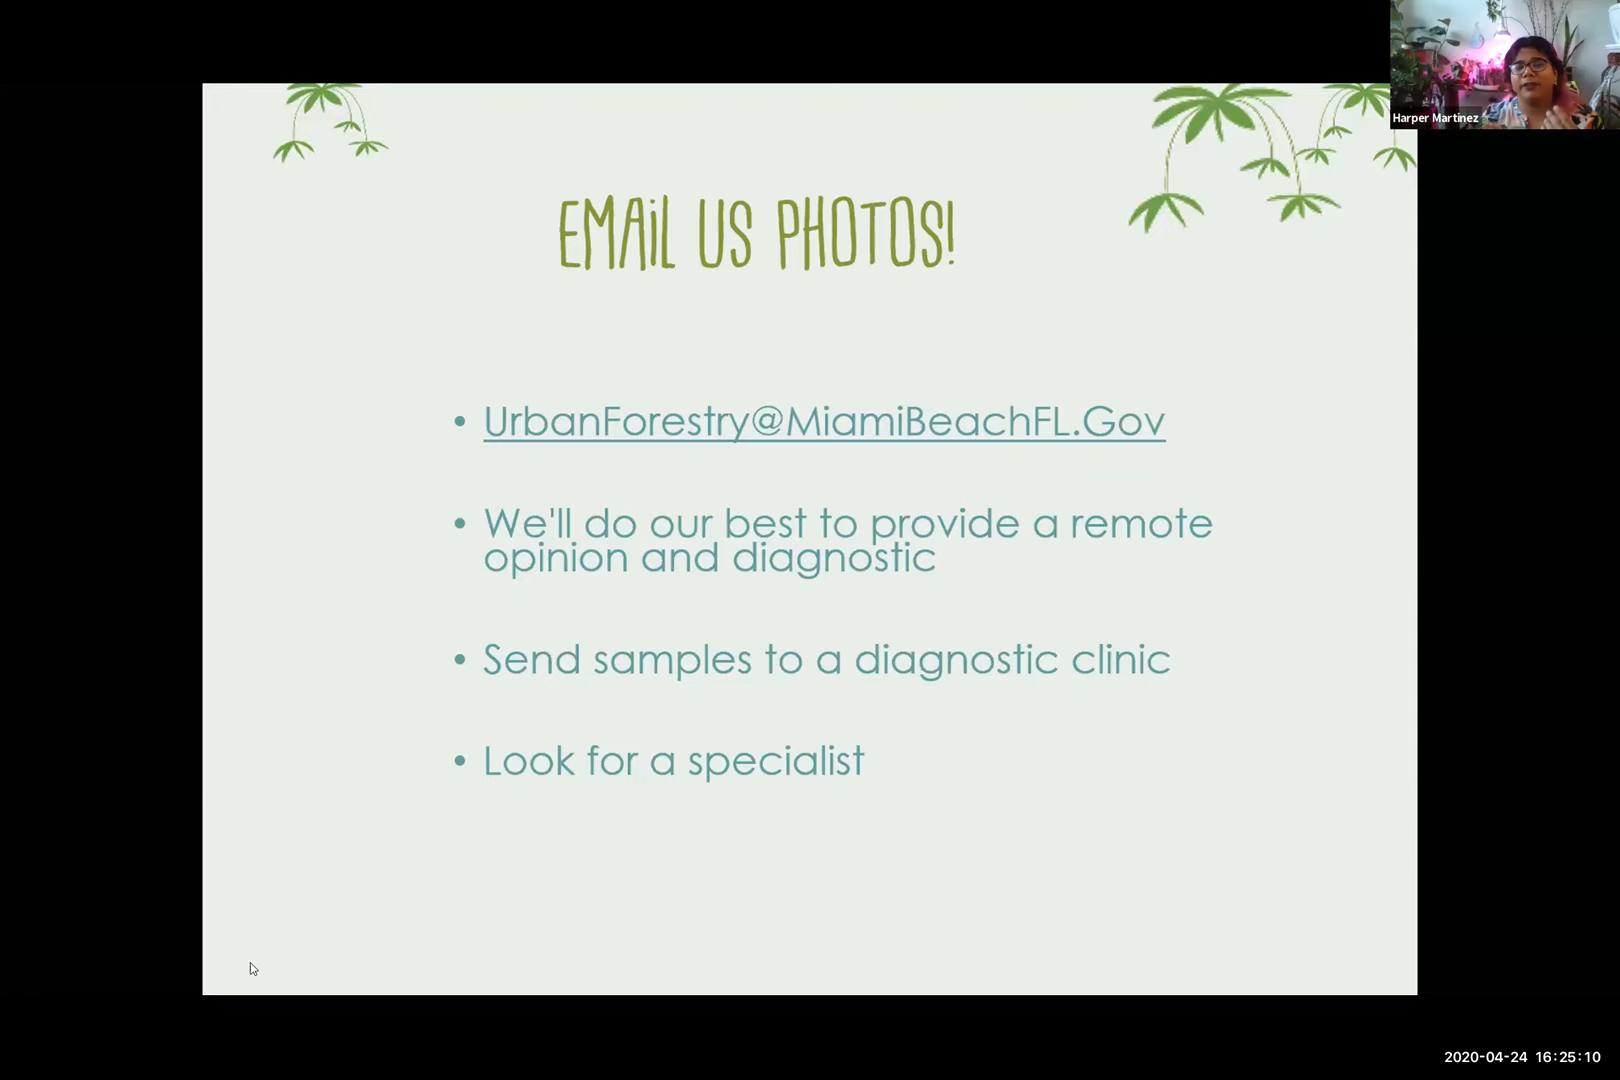 Harper Martinez
EMAiL US PHOTOS!
• UrbanForestry@MiamiBeachFL.Gov
• We'll do our best to provide a remote
opinion and diagnostic
• Send samples to a diagnostic clinic
• Look for a specialist
2020-04-24 16:25:10